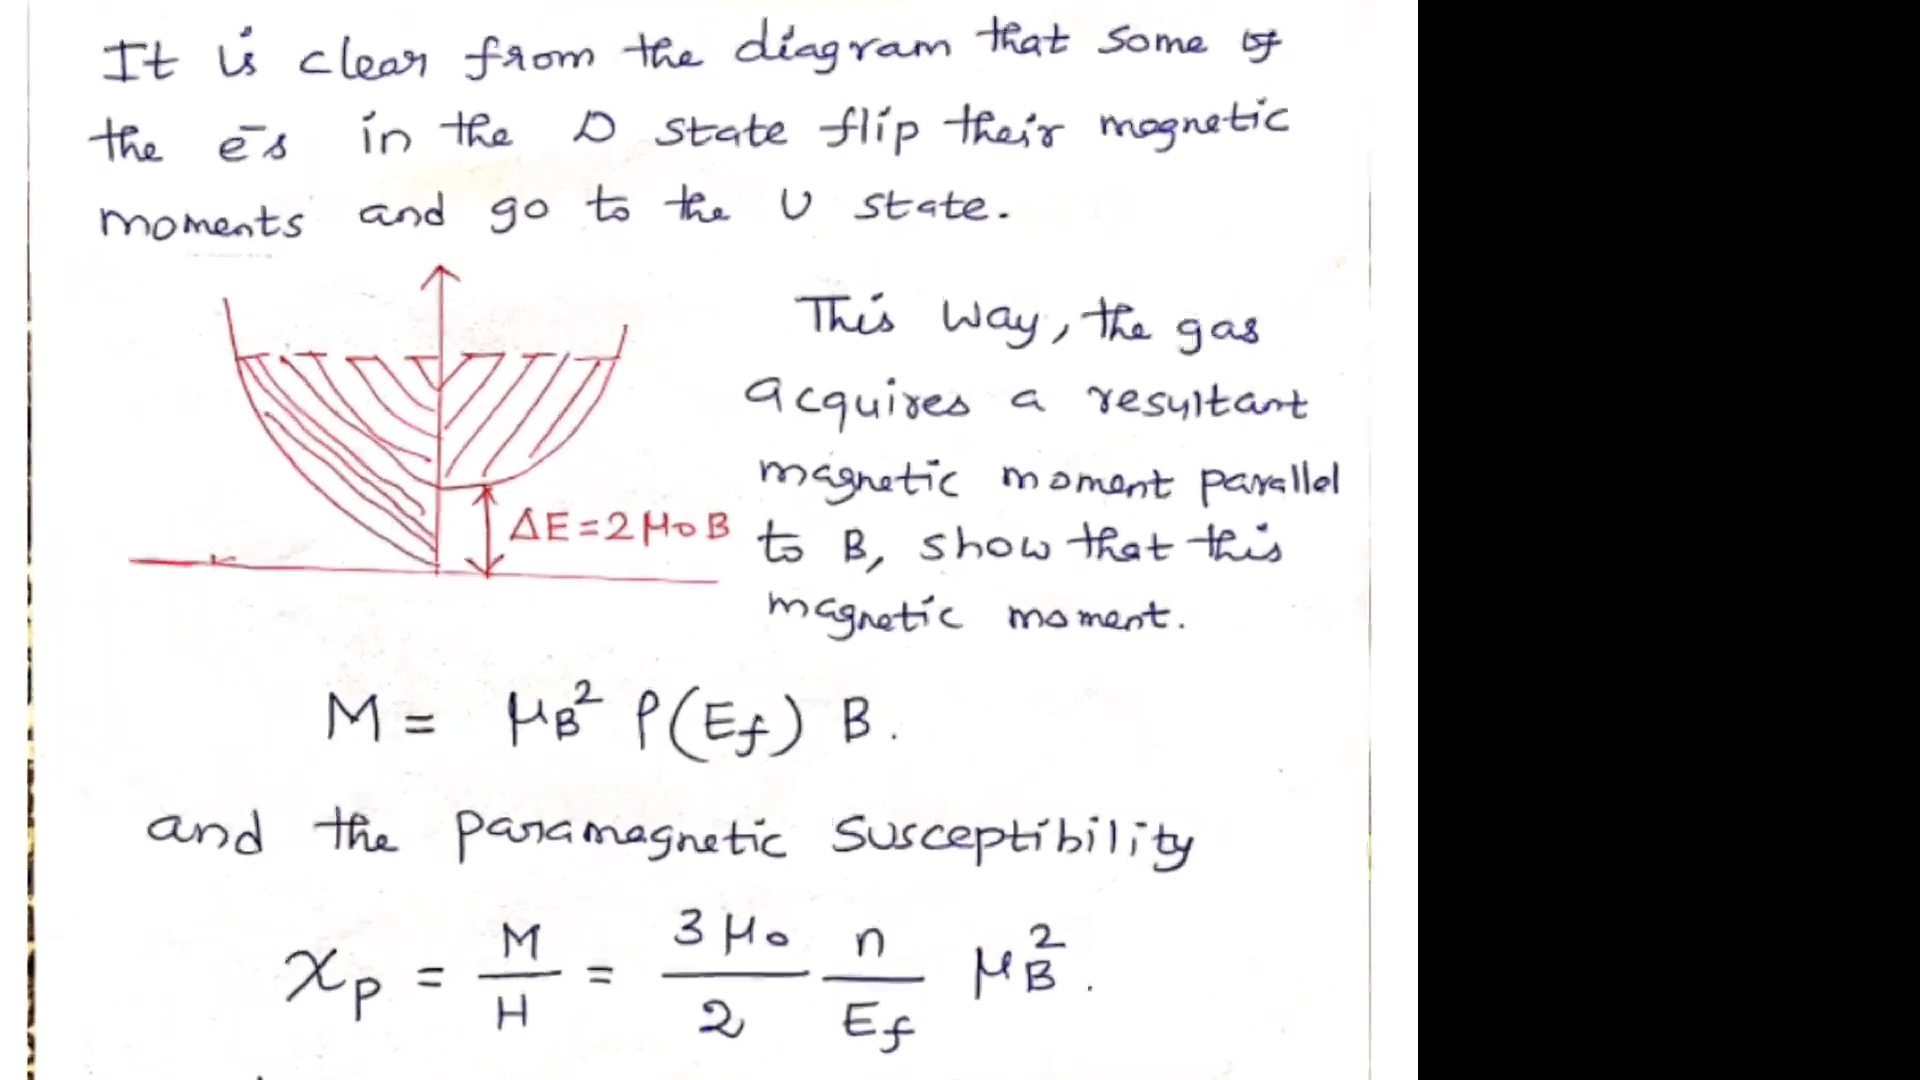 It is clear from the diagram that some of
the e̅s in the D state flip their magnetic
moments and go to the U state.
This way, the gas
acquires a resultant
magnetic moment parallel
ΔE = 2 μ0 B
to B, show that this
magnetic moment.
M = μB² ρ(Ef) B.
and the paramagnetic susceptibility
χp = M/H = 3μ0/2 n/Ef μB².